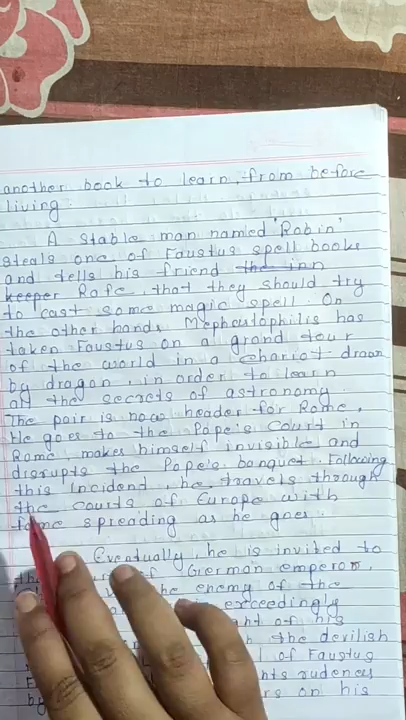 another book to learn, from before
living.
A stable man named 'Robin'
steals one of Faustus spell books
and tells his friend the inn
keeper Rafe, that they should try
to cast some magic spell. On
the other hand, Mephoulophilis has
taken Faustus on a grand tour
of the world in a chariot drawn
by dragon, in order to learn
all the secrets of astronomy.
The pair is now header for Rome.
He goes to the Pope's Court in
Rome, makes himself invisible and
disrupts the Pope's banquet. Following
this incident, he travels through
the courts of Europe with
fame spreading as he goes.
Eventually, he is invited to
of German emperor,
he enemy of the
exceedingly
of his
the devilish
of Faustus
rudeness
on his